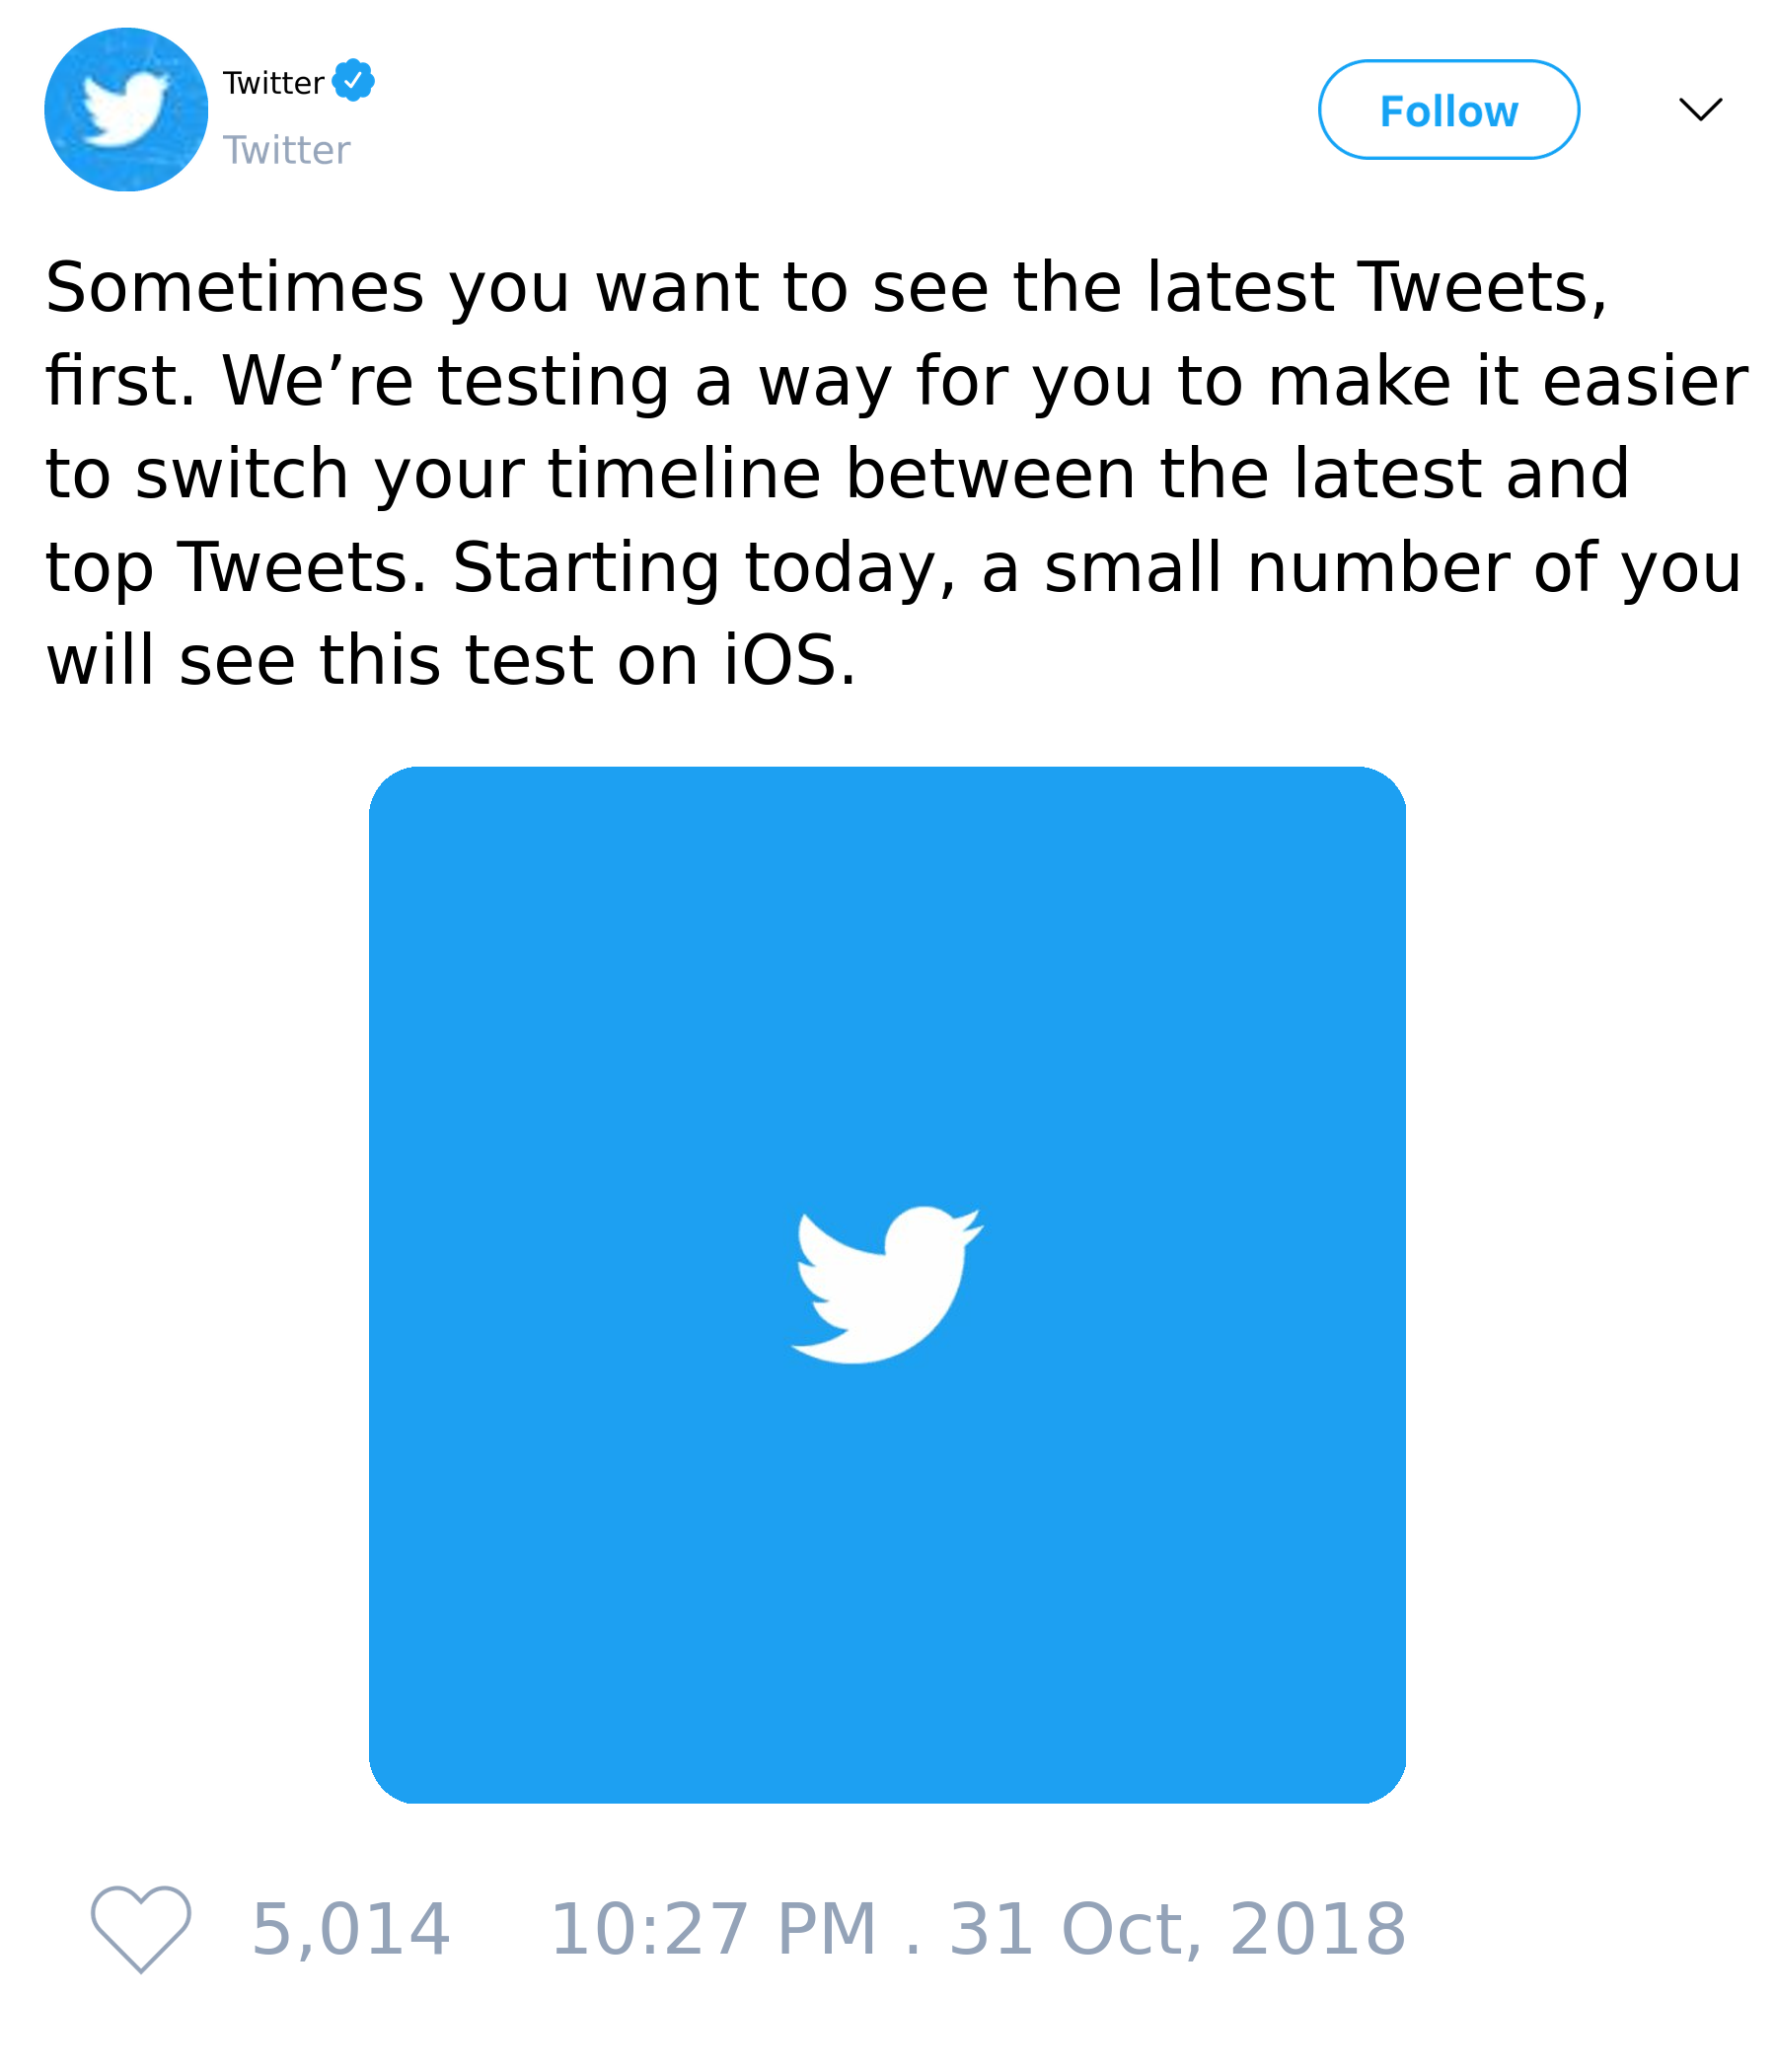 Twitter
Twitter
Follow
Sometimes you want to see the latest Tweets,
first. We’re testing a way for you to make it easier
to switch your timeline between the latest and
top Tweets. Starting today, a small number of you
will see this test on iOS.
5,014 10:27 PM . 31 Oct, 2018